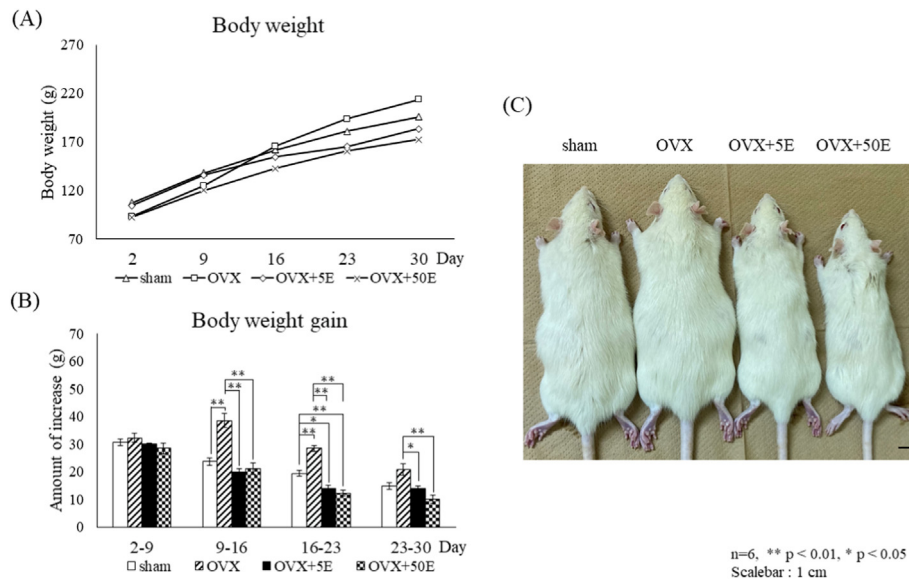 (A)
Body weight
Body weight (g)
270
220
170
120
70
2 9 16 23 30 Day
sham OVX OVX+5E OVX+50E
(B)
Body weight gain
Amount of increase (g)
70
60
50
40
30
20
10
0
** ** **
** ** ** * **
** *
2-9 9-16 16-23 23-30 Day
sham OVX OVX+5E OVX+50E
(C)
sham OVX OVX+5E OVX+50E
n=6, ** p < 0.01, * p < 0.05
Scalebar : 1 cm